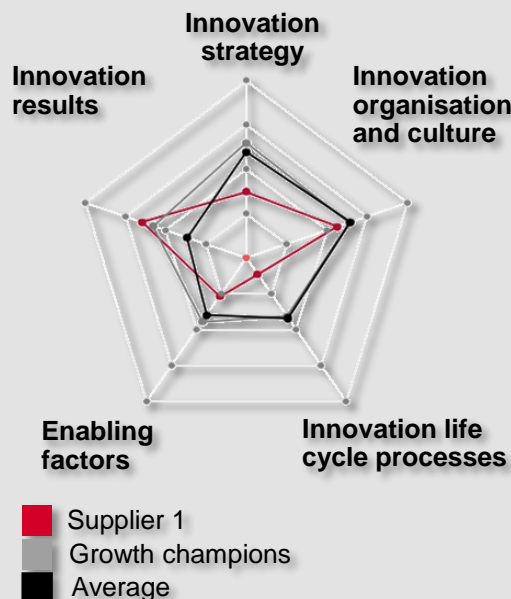 Innovation
strategy
Innovation
results
Innovation
organisation
and culture
Enabling
factors
Innovation life
cycle processes
Supplier 1
Growth champions
Average